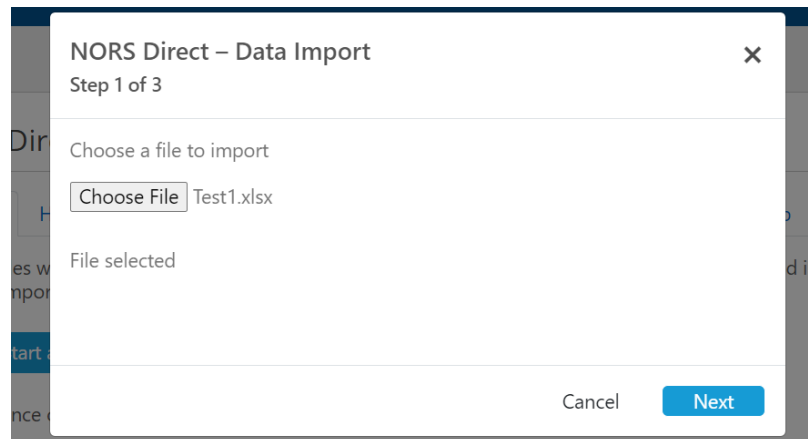 NORS Direct – Data Import
Step 1 of 3
Choose a file to import
Choose File Test1.xlsx
File selected
Cancel Next